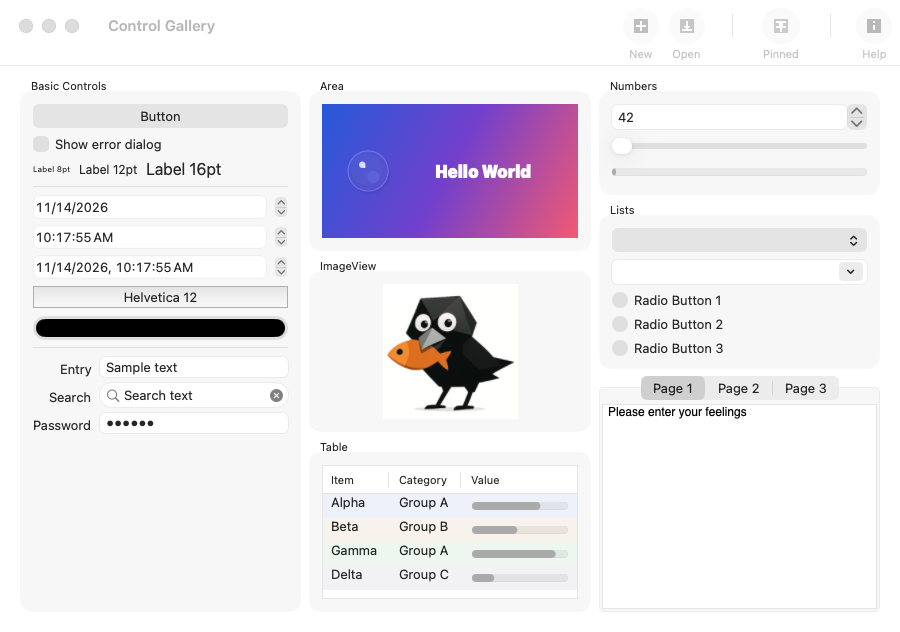 Control Gallery
New
Open
Pinned
Help
Basic Controls
Button
Show error dialog
Label 8pt Label 12pt Label 16pt
11/14/2026
10:17:55 AM
11/14/2026, 10:17:55 AM
Helvetica 12
Entry Sample text
Search Search text
Password ●●●●●●
Area
Hello World
ImageView
Table
Item Category Value
Alpha Group A
Beta Group B
Gamma Group A
Delta Group C
Numbers
42
Lists
Radio Button 1
Radio Button 2
Radio Button 3
Page 1 Page 2 Page 3
Please enter your feelings